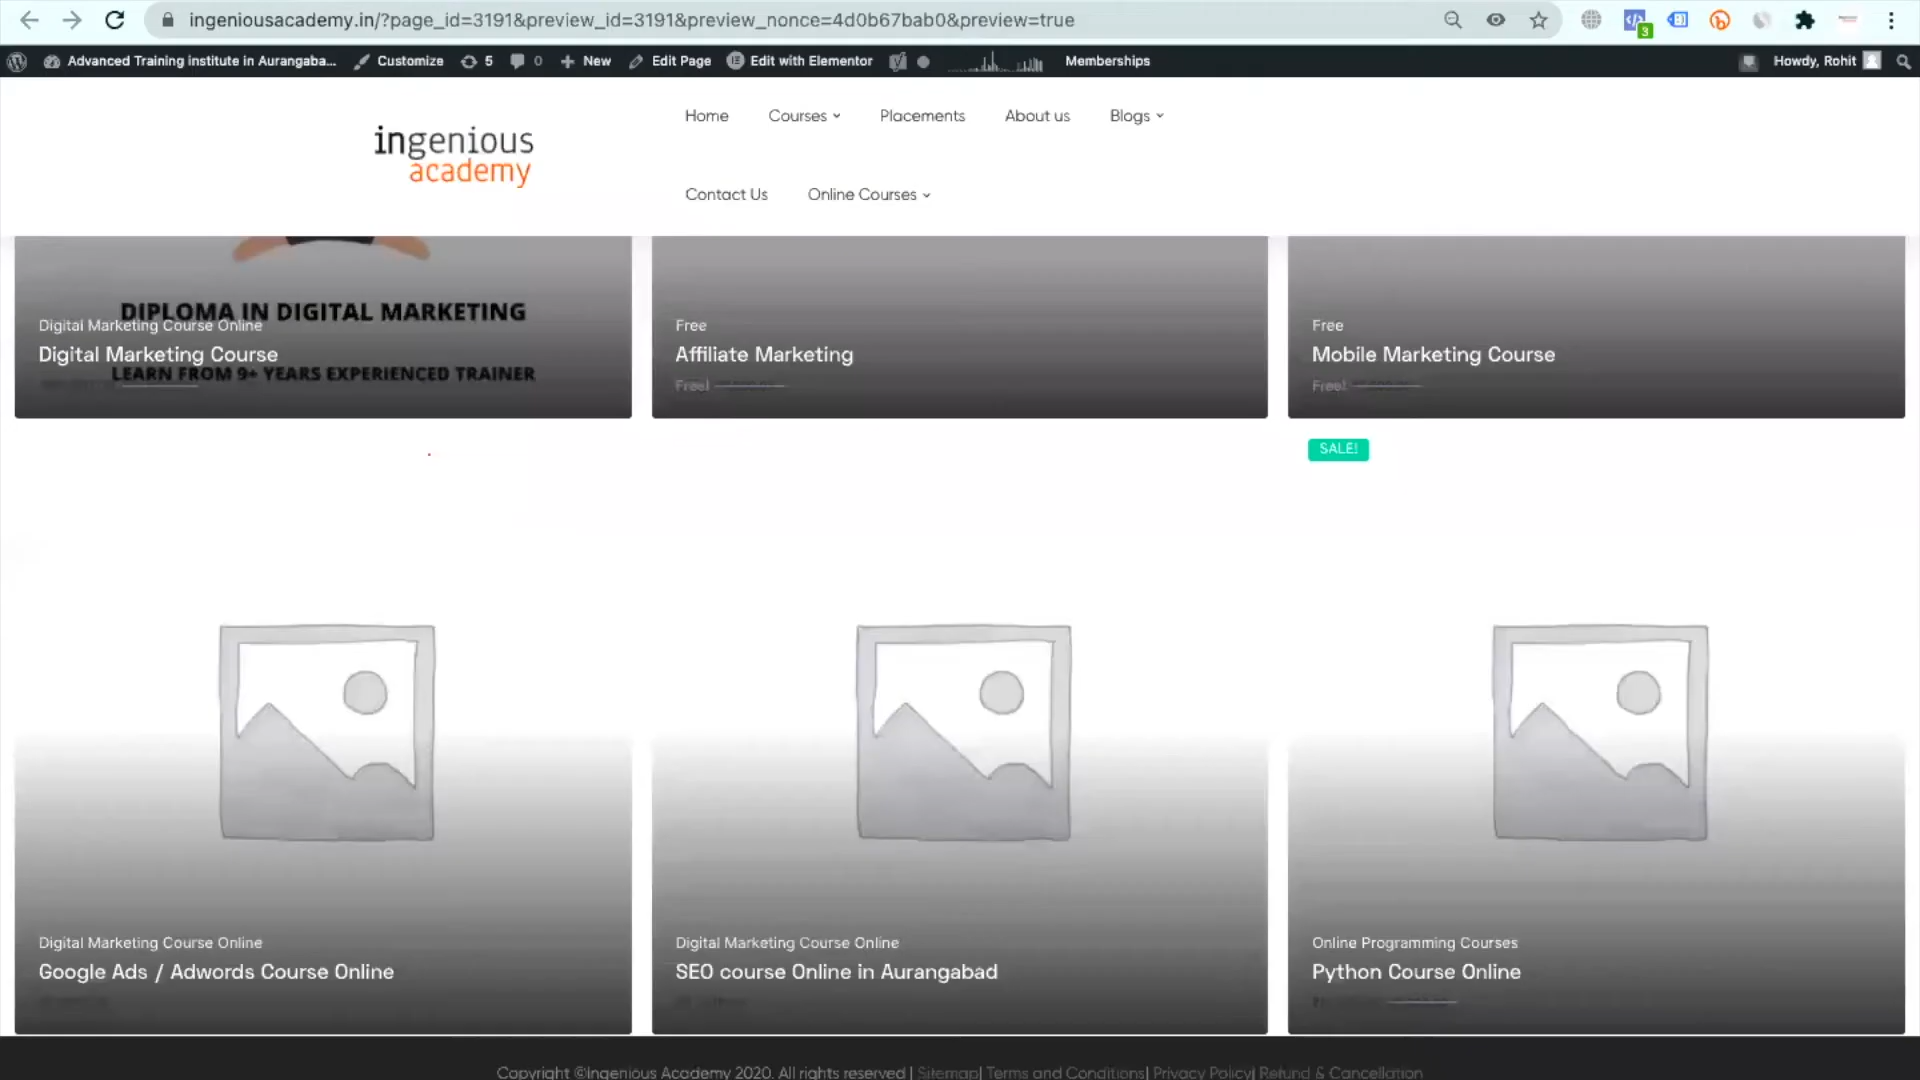 ingeniousacademy.in/?page_id=3191&preview_id=3191&preview_nonce=4d0b67bab0&preview=true
3
Advanced Training institute in Aurangaba... Customize 5 0 New Edit Page Edit with Elementor Memberships Howdy, Rohit
Home Courses Placements About us Blogs
ingenious
academy
Contact Us Online Courses
DIPLOMA IN DIGITAL MARKETING
Digital Marketing Course Online
Digital Marketing Course
LEARN FROM 9+ YEARS EXPERIENCED TRAINER
Free
Affiliate Marketing
Free!
Free
Mobile Marketing Course
Free!
SALE!
Digital Marketing Course Online
Google Ads / Adwords Course Online
Digital Marketing Course Online
SEO course Online in Aurangabad
Online Programming Courses
Python Course Online
Copyright ©Ingenious Academy 2020. All rights reserved | Sitemap| Terms and Conditions| Privacy Policy| Refund & Cancellation